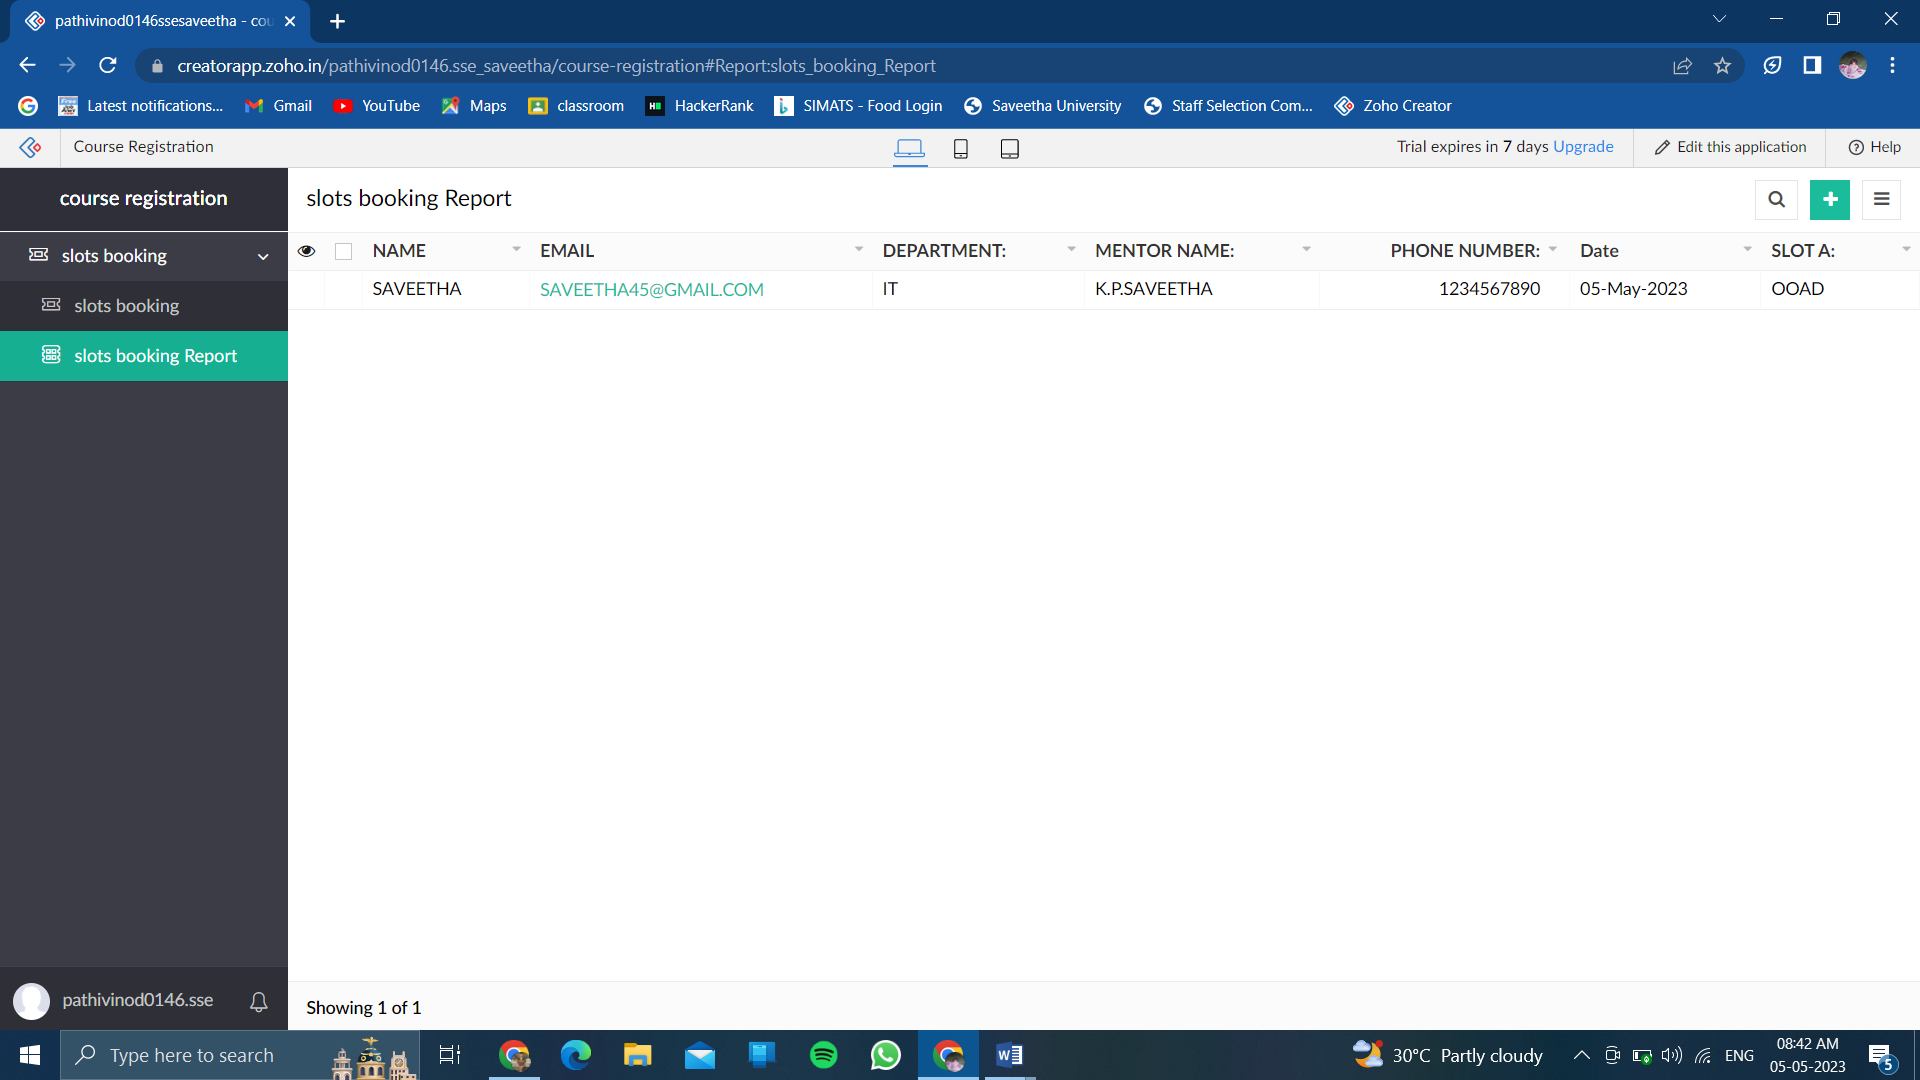 pathivinod0146ssesaveetha - cou
creatorapp.zoho.in/pathivinod0146.sse_saveetha/course-registration#Report:slots_booking_Report
Latest notifications... Gmail YouTube Maps classroom HackerRank SIMATS - Food Login Saveetha University Staff Selection Com... Zoho Creator
Course Registration Trial expires in 7 days Upgrade Edit this application Help
course registration
slots booking Report
slots booking
slots booking
slots booking Report
NAME EMAIL DEPARTMENT: MENTOR NAME: PHONE NUMBER: Date SLOT A:
SAVEETHA SAVEETHA45@GMAIL.COM IT K.P.SAVEETHA 1234567890 05-May-2023 OOAD
pathivinod0146.sse
Showing 1 of 1
Type here to search
30°C Partly cloudy ENG 08:42 AM
05-05-2023 5